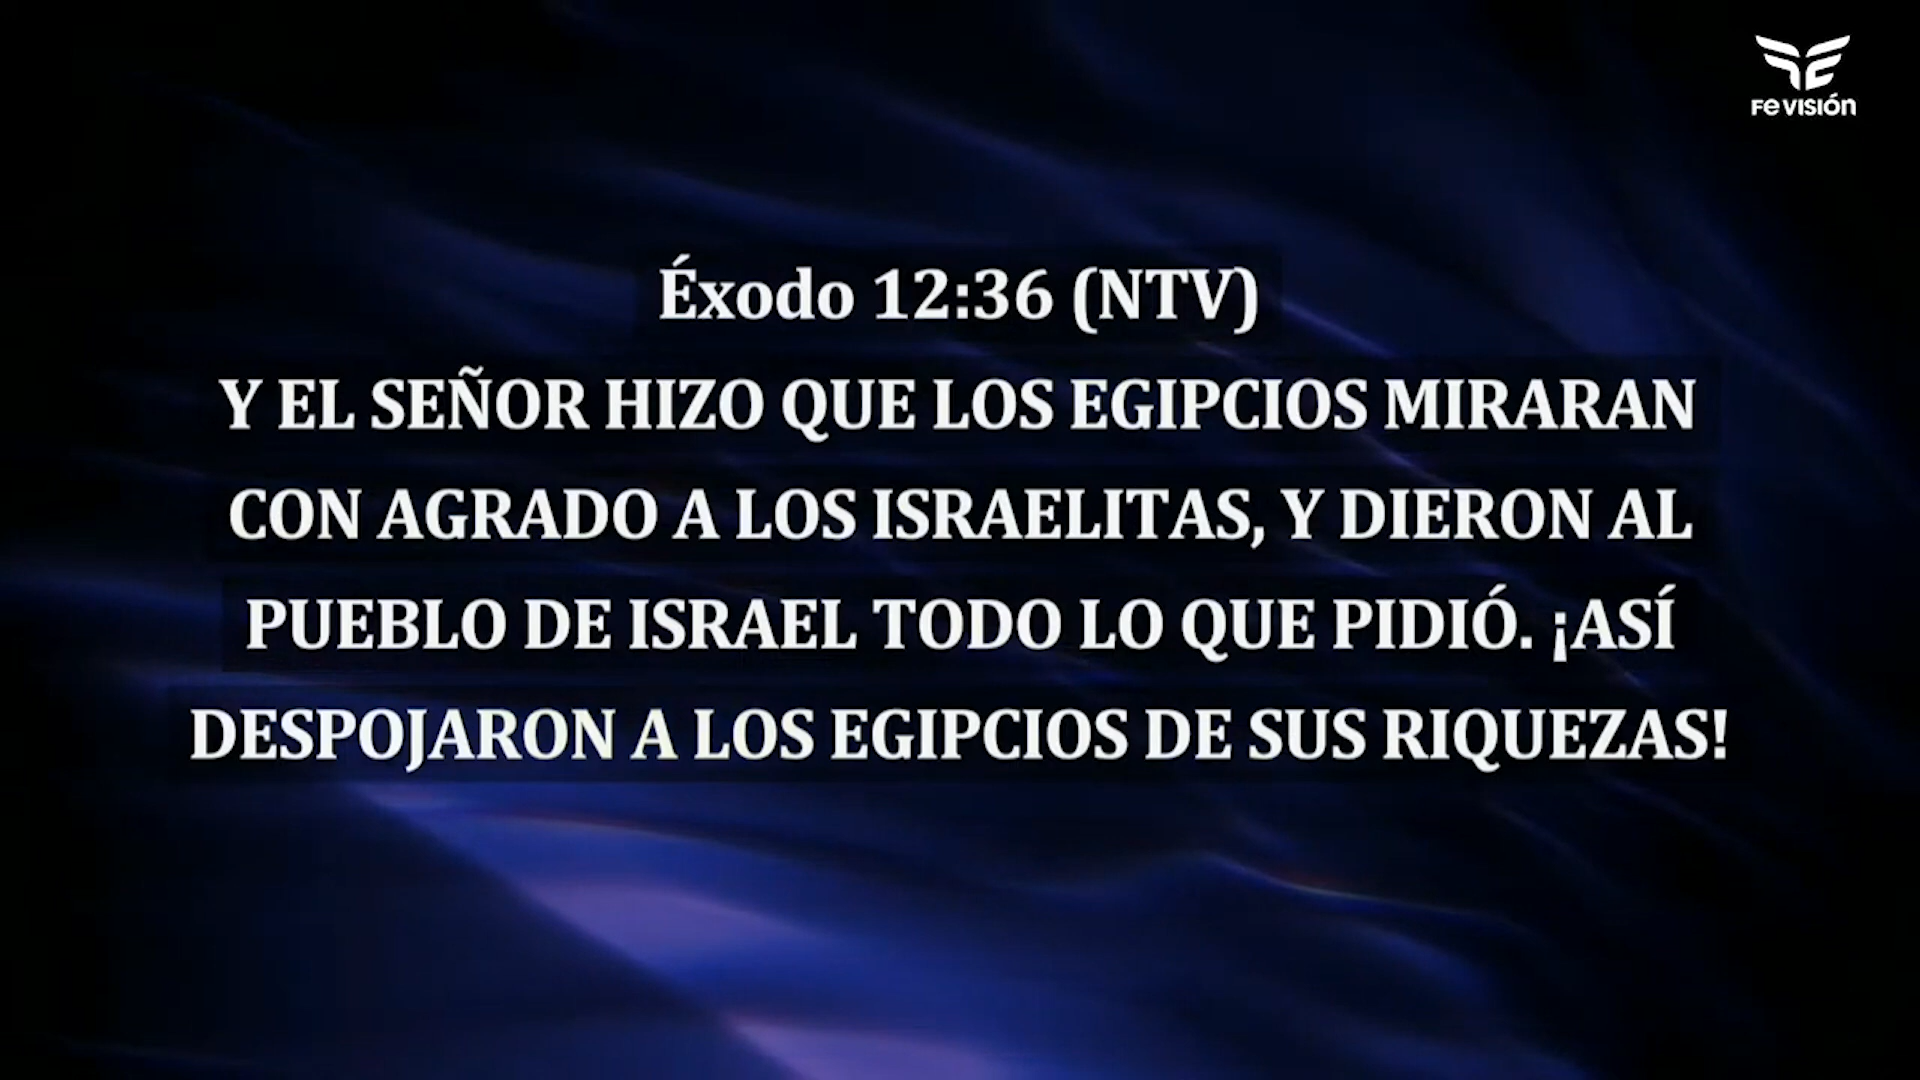 FE VISIÓN
Éxodo 12:36 (NTV)
Y EL SEÑOR HIZO QUE LOS EGIPCIOS MIRARAN
CON AGRADO A LOS ISRAELITAS, Y DIERON AL
PUEBLO DE ISRAEL TODO LO QUE PIDIÓ. ¡ASÍ
DESPOJARON A LOS EGIPCIOS DE SUS RIQUEZAS!